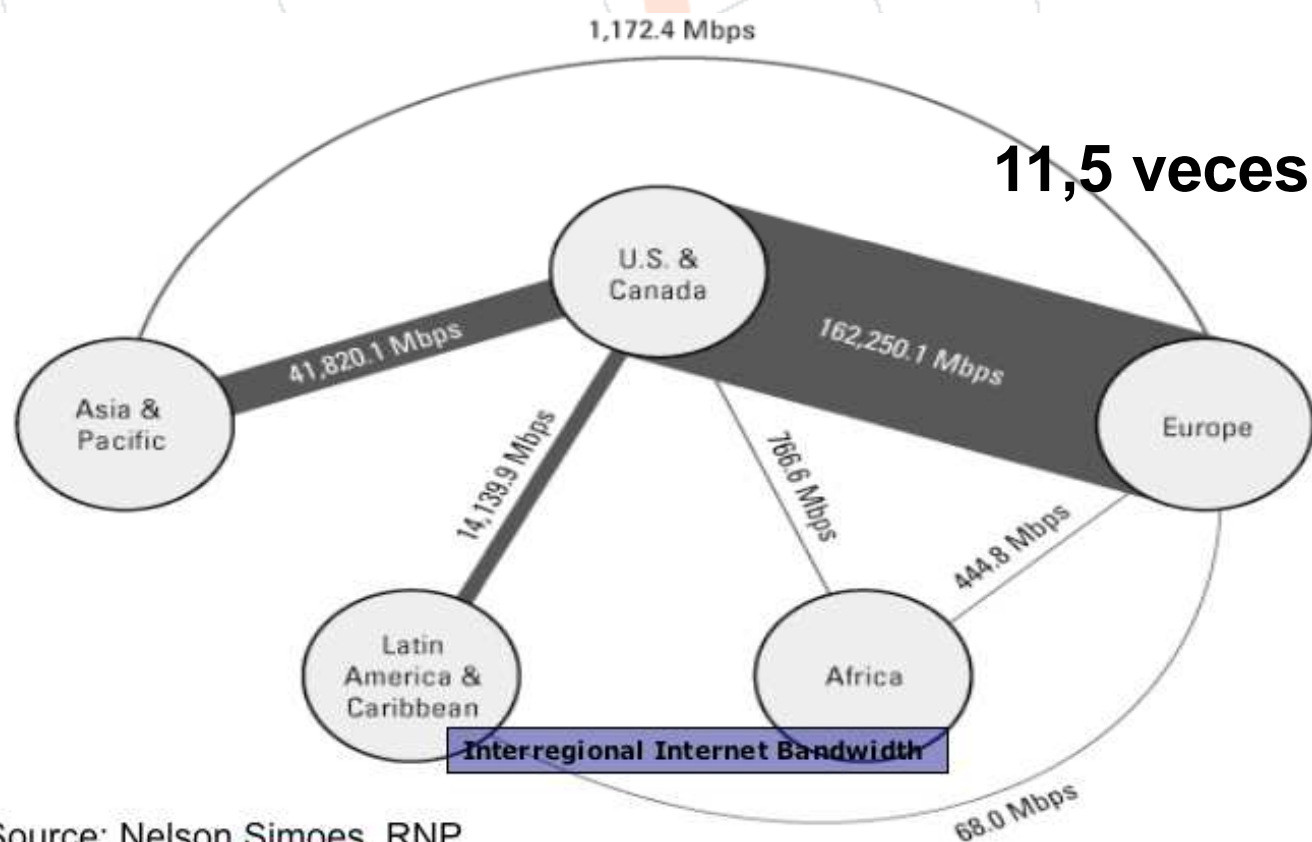 1,172.4 Mbps
11,5 veces
U.S. &
Canada
162,250.1 Mbps
41,820.1 Mbps
Asia &
Pacific
Europe
14,139.9 Mbps
766.6 Mbps
444.8 Mbps
Latin
America &
Caribbean
Africa
Interregional Internet Bandwidth
68.0 Mbps
Source: Nelson Simoes, RNP